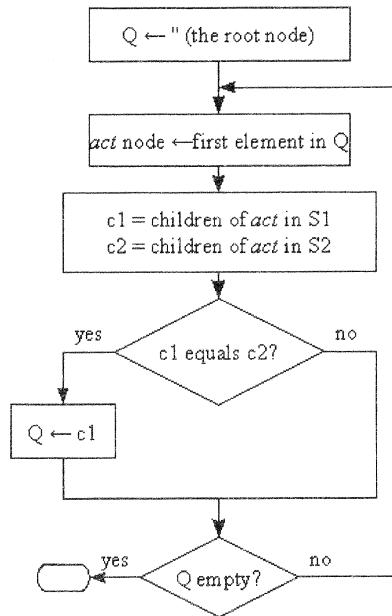 Q ← " (the root node)
act node ←first element in Q
c1 = children of act in S1
c2 = children of act in S2
yes
no
c1 equals c2?
Q ← c1
yes
no
Q empty?